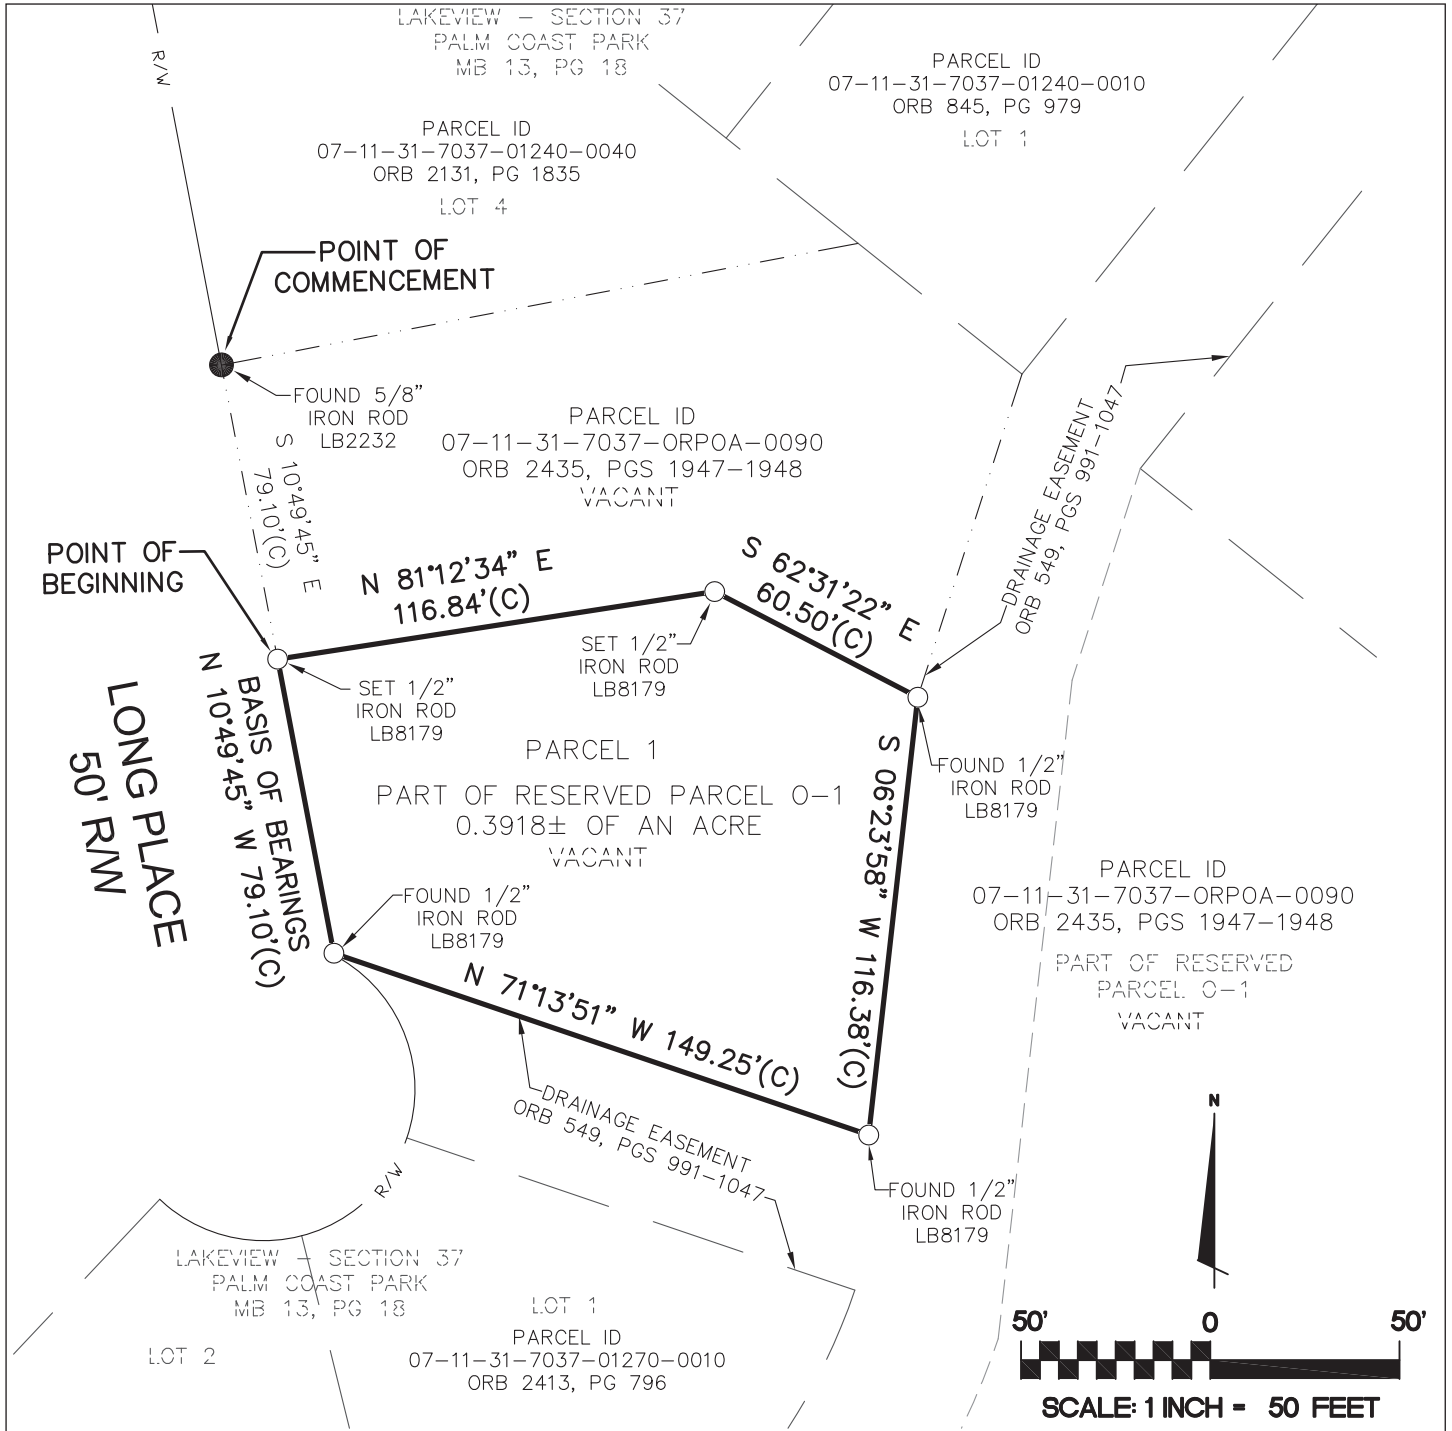 LAKEVIEW – SECTION 37
PALM COAST PARK
MB 13, PG 18
R/W
PARCEL ID
07–11–31–7037–01240–0010
ORB 845, PG 979
LOT 1
PARCEL ID
07–11–31–7037–01240–0040
ORB 2131, PG 1835
LOT 4
POINT OF
COMMENCEMENT
FOUND 5/8”
IRON ROD
LB2232
S 10°49’45” E
79.10’(C)
PARCEL ID
07–11–31–7037–ORPOA–0090
ORB 2435, PGS 1947–1948
VACANT
DRAINAGE EASEMENT
ORB 549, PGS 991–1047
POINT OF
BEGINNING
N 81°12’34” E
116.84’(C)
S 62°31’22” E
60.50’(C)
SET 1/2”
IRON ROD
LB8179
SET 1/2”
IRON ROD
LB8179
LONG PLACE
50' R/W
BASIS OF BEARINGS
N 10°49’45” W 79.10’(C)
PARCEL 1
PART OF RESERVED PARCEL O–1
0.3918± OF AN ACRE
VACANT
S 06°23’58” W 116.38’(C)
FOUND 1/2”
IRON ROD
LB8179
FOUND 1/2”
IRON ROD
LB8179
N 71°13’51” W 149.25’(C)
PARCEL ID
07–11–31–7037–ORPOA–0090
ORB 2435, PGS 1947–1948
PART OF RESERVED
PARCEL O–1
VACANT
DRAINAGE EASEMENT
ORB 549, PGS 991–1047
FOUND 1/2”
IRON ROD
LB8179
R/W
N
LAKEVIEW – SECTION 37
PALM COAST PARK
MB 13, PG 18
LOT 2
LOT 1
PARCEL ID
07–11–31–7037–01270–0010
ORB 2413, PG 796
50' 0 50'
SCALE: 1 INCH = 50 FEET